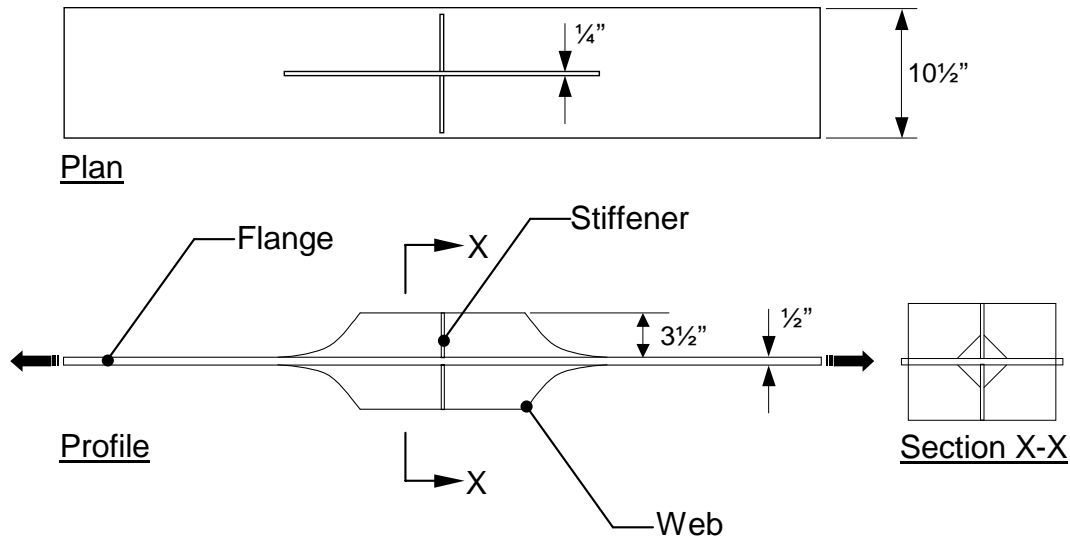 ¼”
10½”
Plan
Flange
Stiffener
X
½”
3½”
Profile
X
Section X-X
Web